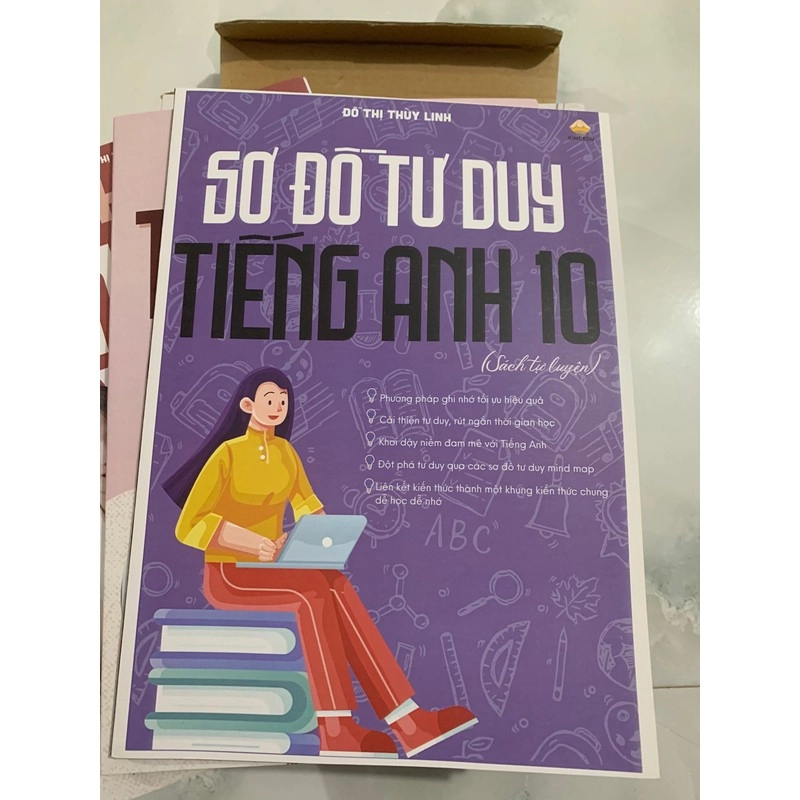 ĐỖ THỊ THÙY LINH
SƠ ĐỒ TƯ DUY
TIẾNG ANH 10
(Sách tự luyện)
Phương pháp ghi nhớ tối ưu hiệu quả
Cải thiện tư duy, rút ngắn thời gian học
Khơi dậy niềm đam mê với Tiếng Anh
Đột phá tư duy qua các sơ đồ tư duy mind map
Liên kết kiến thức thành một khung kiến thức chung
dễ học dễ nhớ
ABC